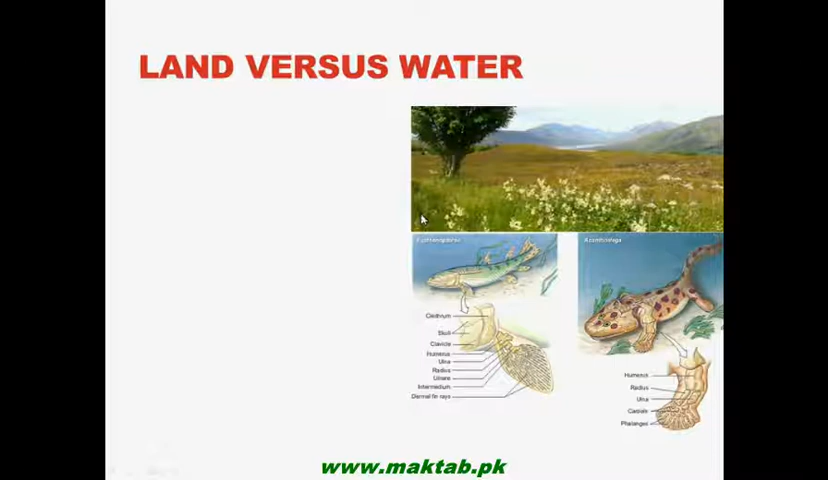 LAND VERSUS WATER
Eusthenopteron
Acanthostega
Cleithrum
Skull
Clavicle
Humerus
Ulna
Radius
Ulnare
Intermedium
Dermal fin rays
Humerus
Radius
Ulna
Carpals
Phalanges
www.maktab.pk